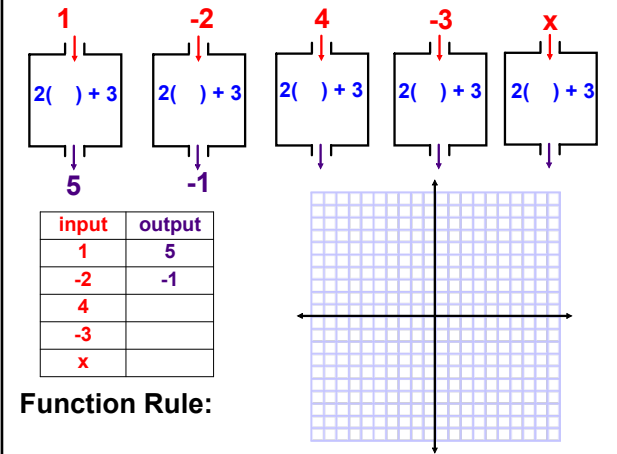 1 -2 4 -3 x
2( ) + 3 2( ) + 3 2( ) + 3 2( ) + 3 2( ) + 3
5 -1
input output
1 5
-2 -1
4
-3
x
Function Rule: